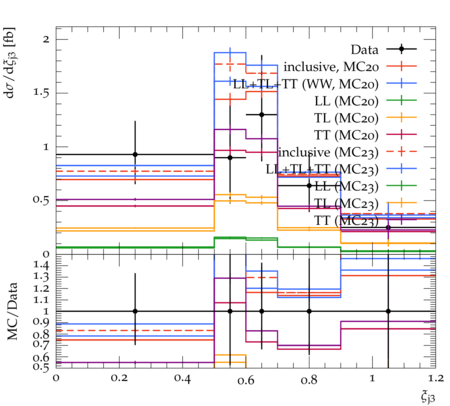 dσ/dξj3 [fb]
2
1.5
1
0.5
0
Data
inclusive, MC20
LL+TL+TT (WW, MC20)
LL (MC20)
TL (MC20)
TT (MC20)
inclusive (MC23)
LL+TL+TT (MC23)
LL (MC23)
TL (MC23)
TT (MC23)
MC/Data
1.4
1.3
1.2
1.1
1
0.9
0.8
0.7
0.6
0.5
0 0.2 0.4 0.6 0.8 1 1.2
ξj3